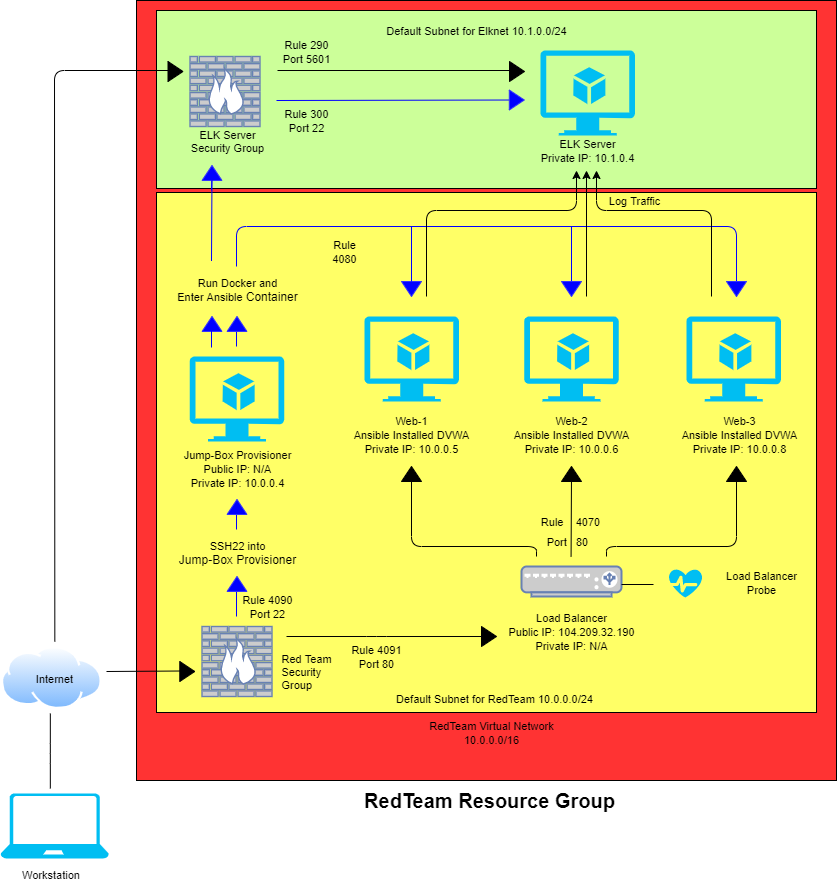 Default Subnet for Elknet 10.1.0.0/24
Rule 290
Port 5601
Rule 300
Port 22
ELK Server
Security Group
ELK Server
Private IP: 10.1.0.4
Log Traffic
Rule
4080
Run Docker and
Enter Ansible Container
Web-1
Ansible Installed DVWA
Private IP: 10.0.0.5
Web-2
Ansible Installed DVWA
Private IP: 10.0.0.6
Web-3
Ansible Installed DVWA
Private IP: 10.0.0.8
Jump-Box Provisioner
Public IP: N/A
Private IP: 10.0.0.4
Rule 4070
Port 80
SSH22 into
Jump-Box Provisioner
Load Balancer
Probe
Rule 4090
Port 22
Load Balancer
Public IP: 104.209.32.190
Private IP: N/A
Rule 4091
Port 80
Red Team
Security
Group
Internet
Default Subnet for RedTeam 10.0.0.0/24
RedTeam Virtual Network
10.0.0.0/16
RedTeam Resource Group
Workstation